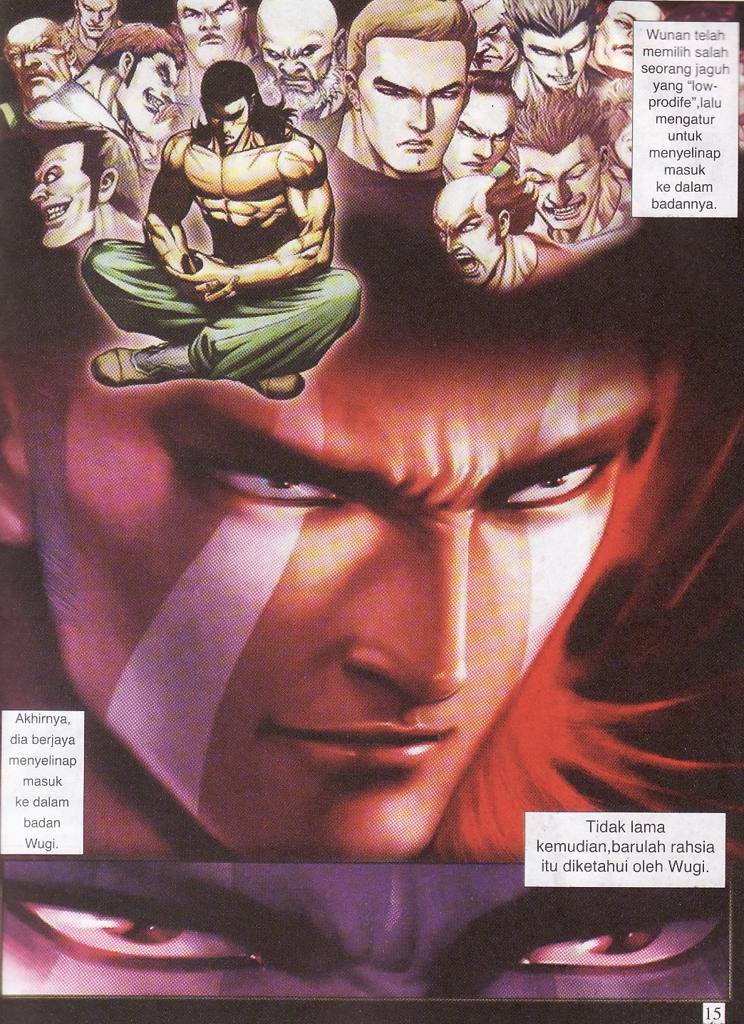 Wunan telah
memilih salah
seorang jaguh
yang "low-
prodife",lalu
mengatur
untuk
menyelinap
masuk
ke dalam
badannya.
Akhirnya,
dia berjaya
menyelinap
masuk
ke dalam
badan
Wugi.
Tidak lama
kemudian,barulah rahsia
itu diketahui oleh Wugi.
15